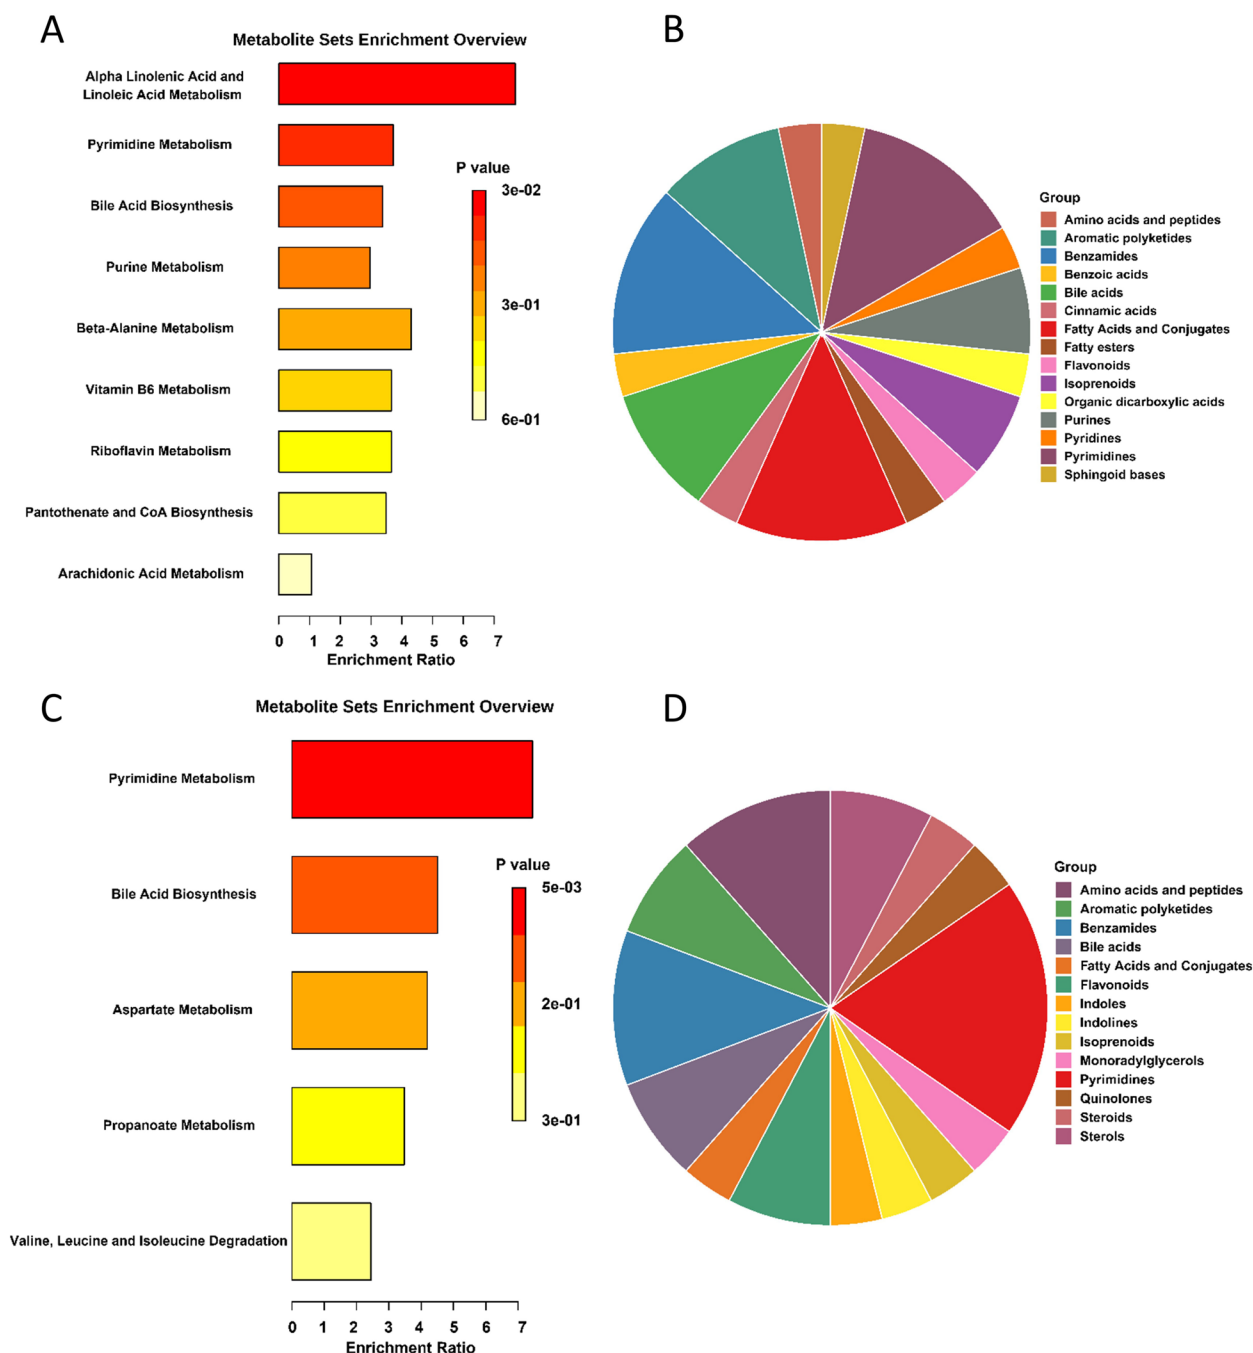 A
Metabolite Sets Enrichment Overview
Alpha Linolenic Acid and
Linoleic Acid Metabolism
Pyrimidine Metabolism
Bile Acid Biosynthesis
Purine Metabolism
Beta-Alanine Metabolism
Vitamin B6 Metabolism
Riboflavin Metabolism
Pantothenate and CoA Biosynthesis
Arachidonic Acid Metabolism
P value
3e-02
3e-01
6e-01
0 1 2 3 4 5 6 7
Enrichment Ratio
B
Group
Amino acids and peptides
Aromatic polyketides
Benzamides
Benzoic acids
Bile acids
Cinnamic acids
Fatty Acids and Conjugates
Fatty esters
Flavonoids
Isoprenoids
Organic dicarboxylic acids
Purines
Pyridines
Pyrimidines
Sphingoid bases
C
Metabolite Sets Enrichment Overview
Pyrimidine Metabolism
Bile Acid Biosynthesis
Aspartate Metabolism
Propanoate Metabolism
Valine, Leucine and Isoleucine Degradation
P value
5e-03
2e-01
3e-01
0 1 2 3 4 5 6 7
Enrichment Ratio
D
Group
Amino acids and peptides
Aromatic polyketides
Benzamides
Bile acids
Fatty Acids and Conjugates
Flavonoids
Indoles
Indolines
Isoprenoids
Monoradylglycerols
Pyrimidines
Quinolones
Steroids
Sterols